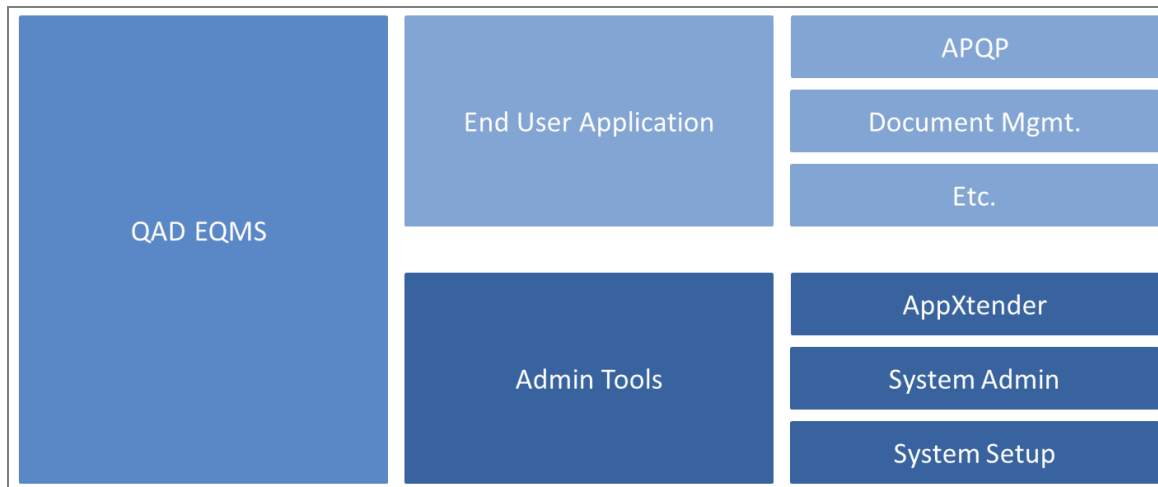 QAD EQMS
End User Application
APQP
Document Mgmt.
Etc.
Admin Tools
AppXtender
System Admin
System Setup